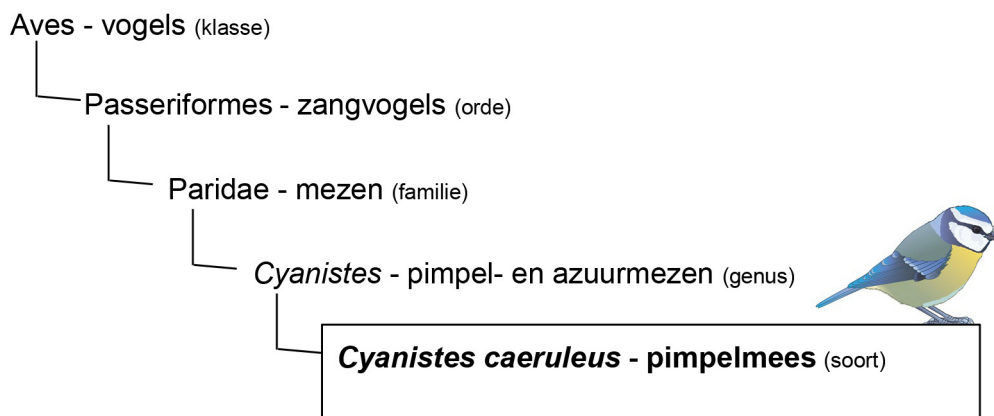 Aves - vogels (klasse)
Passeriformes - zangvogels (orde)
Paridae - mezen (familie)
Cyanistes - pimpel- en azuurmezen (genus)
Cyanistes caeruleus - pimpelmees (soort)